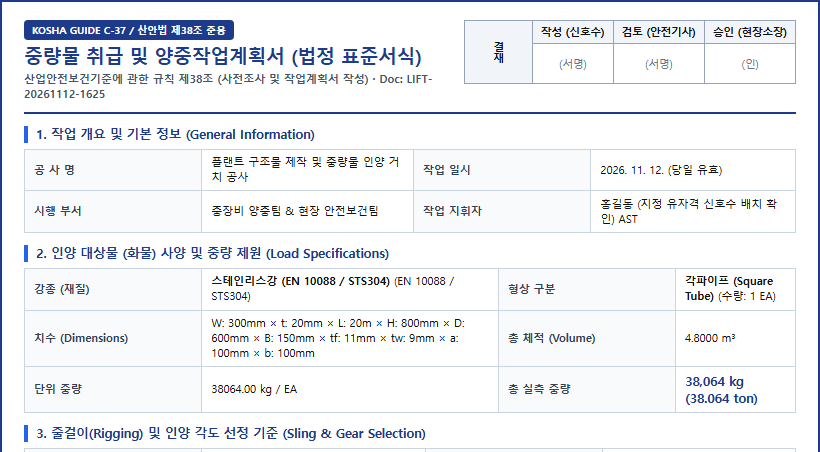 KOSHA GUIDE C-37 / 산안법 제38조 준용
중량물 취급 및 양중작업계획서 (법정 표준서식)
산업안전보건기준에 관한 규칙 제38조 (사전조사 및 작업계획서 작성) · Doc: LIFT-
20261112-1625
결
재
작성 (신호수) 검토 (안전기사) 승인 (현장소장)
(서명) (서명) (인)
1. 작업 개요 및 기본 정보 (General Information)
공 사 명 플랜트 구조물 제작 및 중량물 인양 거
치 공사 작업 일시 2026. 11. 12. (당일 유효)
시행 부서 중장비 양중팀 & 현장 안전보건팀 작업 지휘자 홍길동 (지정 유자격 신호수 배치 확
인) AST
2. 인양 대상물 (화물) 사양 및 중량 제원 (Load Specifications)
강종 (재질) 스테인리스강 (EN 10088 / STS304) (EN 10088 /
STS304) 형상 구분 각파이프 (Square
Tube) (수량: 1 EA)
치수 (Dimensions) W: 300mm × t: 20mm × L: 20m × H: 800mm × D:
600mm × B: 150mm × tf: 11mm × tw: 9mm × a:
100mm × b: 100mm 총 체적 (Volume) 4.8000 m³
단위 중량 38064.00 kg / EA 총 실측 중량 38,064 kg
(38.064 ton)
3. 줄걸이(Rigging) 및 인양 각도 선정 기준 (Sling & Gear Selection)